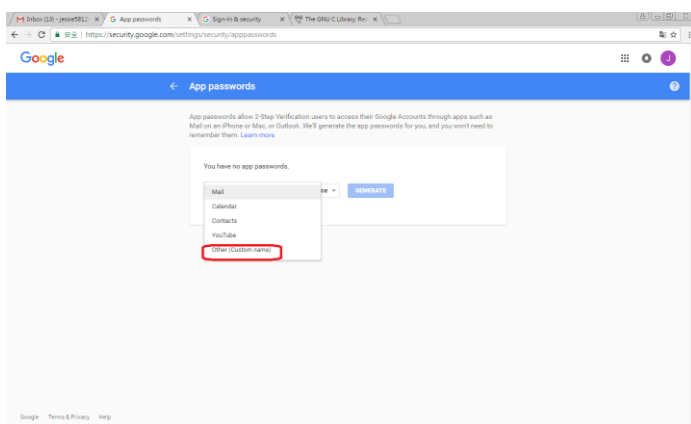 Inbox (10) - jessie5812
App passwords
Sign-in & security
The GNU C Library: Re
安全 | https://security.google.com/settings/security/apppasswords
Google
J
App passwords
App passwords allow 2-Step Verification users to access their Google Accounts through apps such as
Mail on an iPhone or Mac, or Outlook. We'll generate the app passwords for you, and you won't need to
remember them. Learn more
You have no app passwords.
Mail
ce
GENERATE
Calendar
Contacts
YouTube
Other (Custom name)
Google Terms & Privacy Help